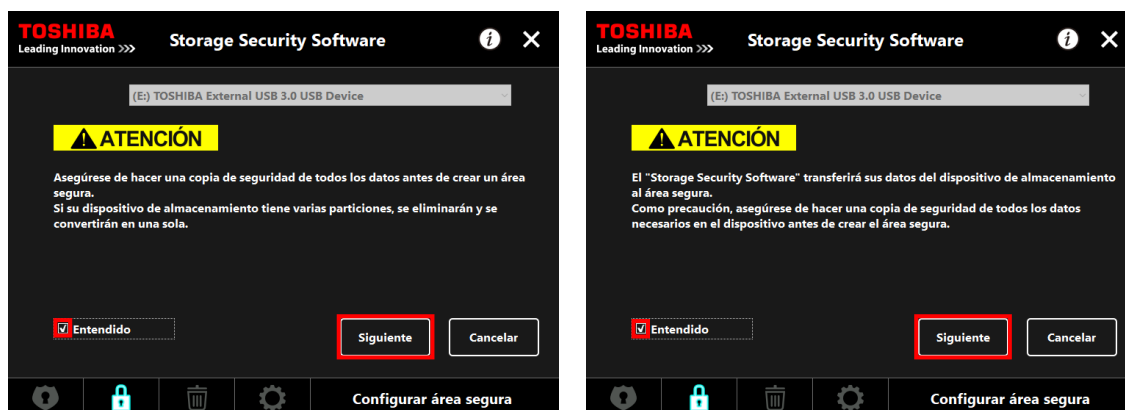 TOSHIBA
Leading Innovation >>>
Storage Security Software
(E:) TOSHIBA External USB 3.0 USB Device
ATENCIÓN
Asegúrese de hacer una copia de seguridad de todos los datos antes de crear un área
segura.
Si su dispositivo de almacenamiento tiene varias particiones, se eliminarán y se
convertirán en una sola.
Entendido
Siguiente
Cancelar
Configurar área segura
TOSHIBA
Leading Innovation >>>
Storage Security Software
(E:) TOSHIBA External USB 3.0 USB Device
ATENCIÓN
El "Storage Security Software" transferirá sus datos del dispositivo de almacenamiento
al área segura.
Como precaución, asegúrese de hacer una copia de seguridad de todos los datos
necesarios en el dispositivo antes de crear el área segura.
Entendido
Siguiente
Cancelar
Configurar área segura